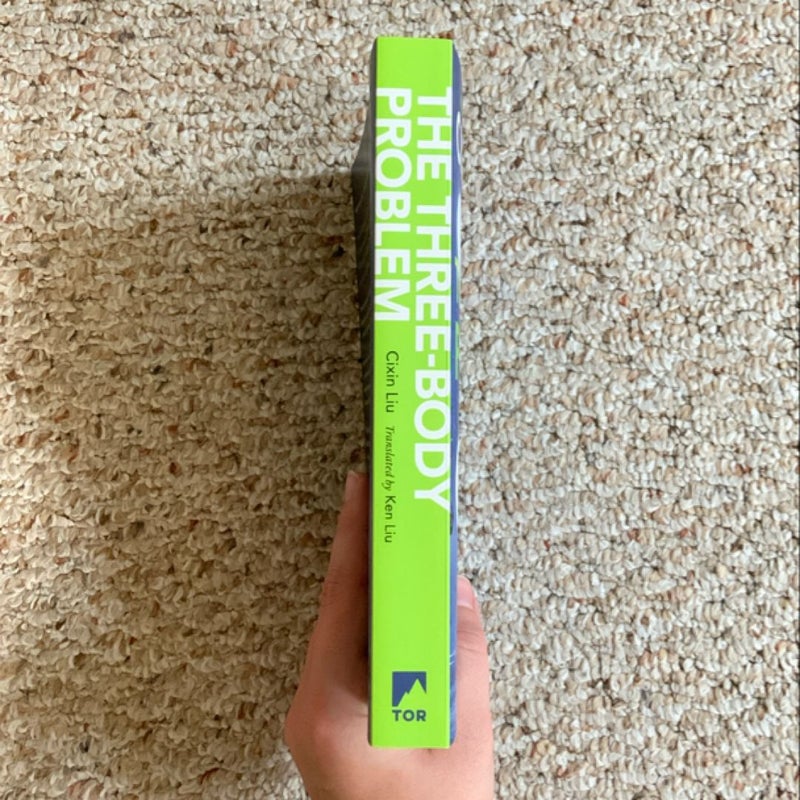 THE THREE-BODY
PROBLEM
Cixin Liu Translated by Ken Liu
TOR